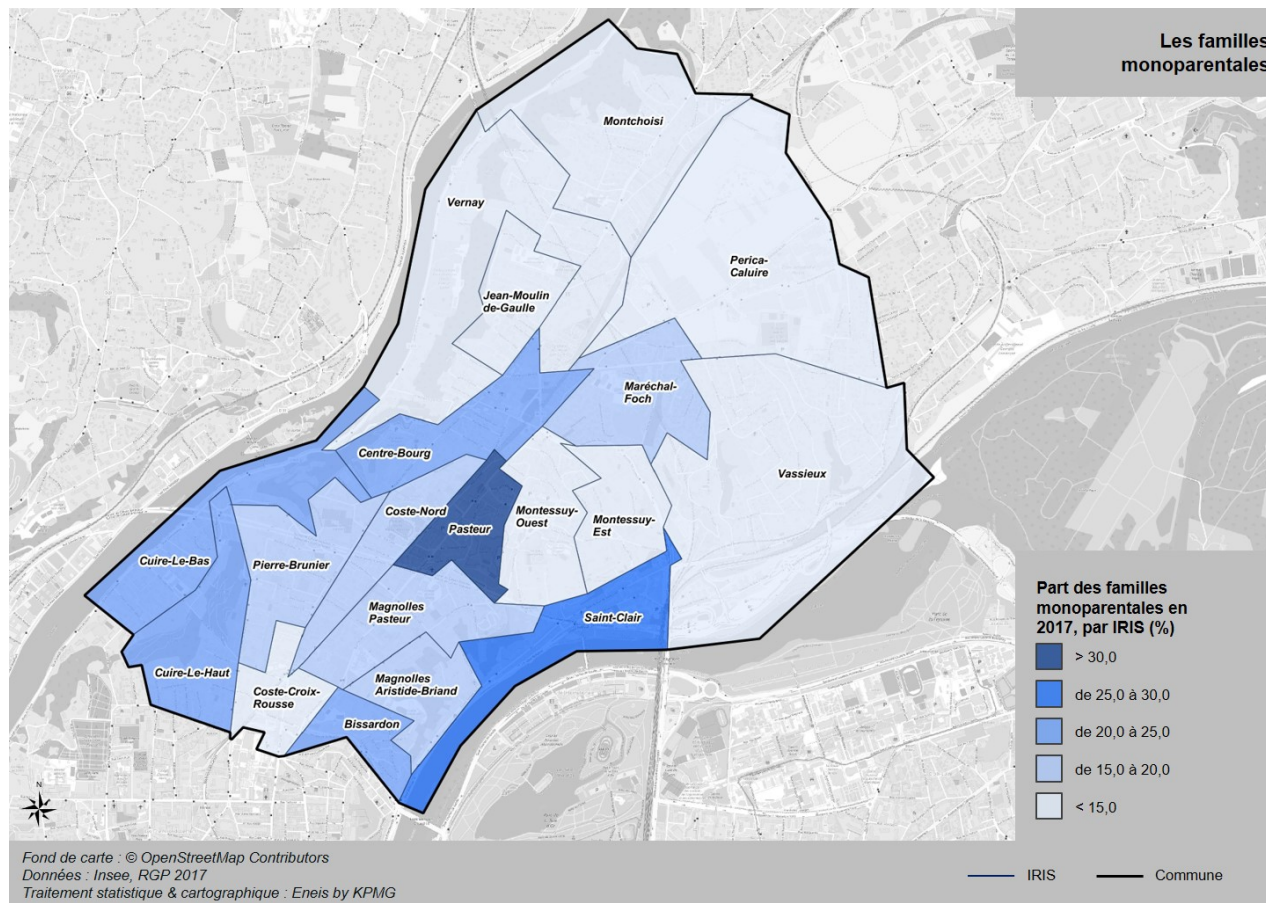 Les familles
monoparentales
Montchoisi
Vernay
Perica-
Caluire
Jean-Moulin
de-Gaulle
Maréchal-
Foch
Centre-Bourg
Vassieux
Coste-Nord
Pasteur
Montessuy-
Ouest
Montessuy-
Est
Cuire-Le-Bas
Pierre-Brunier
Magnolles
Pasteur
Saint-Clair
Cuire-Le-Haut
Coste-Croix-
Rousse
Magnolles
Aristide-Briand
Bissardon
Part des familles
monoparentales en
2017, par IRIS (%)
> 30,0
de 25,0 à 30,0
de 20,0 à 25,0
de 15,0 à 20,0
< 15,0
N
Fond de carte : © OpenStreetMap Contributors
Données : Insee, RGP 2017
Traitement statistique & cartographique : Eneis by KPMG
IRIS
Commune